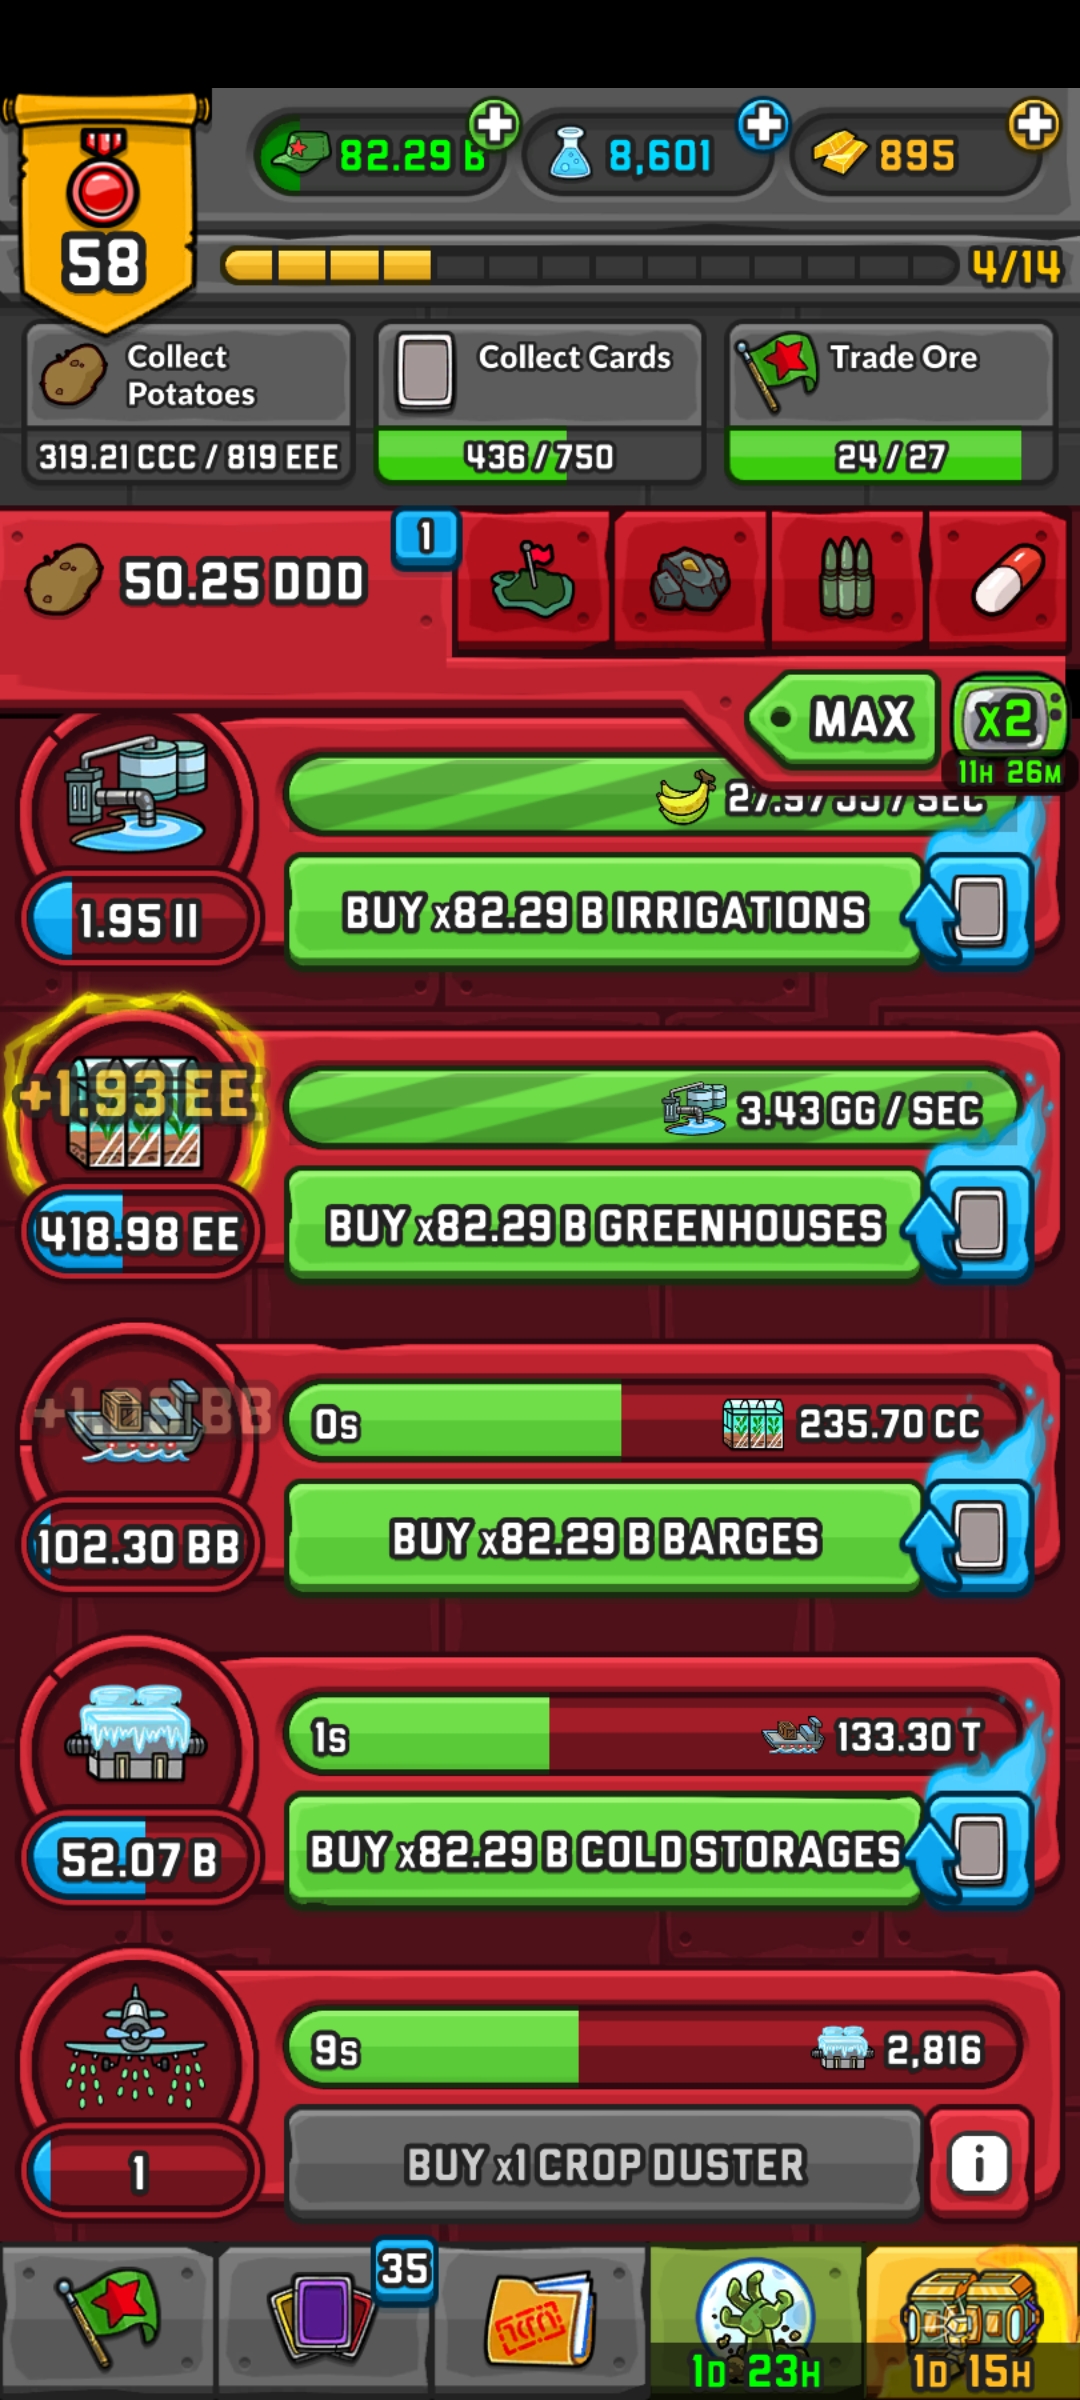 82.29 B
8,601
895
58
4/14
Collect
Potatoes
319.21 CCC / 819 EEE
Collect Cards
436 / 750
Trade Ore
24 / 27
50.25 DDD
1
MAX
x2
11H 26M
27.97 JJ / SEC
1.95 II
BUY x82.29 B IRRIGATIONS
+1.93 EE
3.43 GG / SEC
418.98 EE
BUY x82.29 B GREENHOUSES
0s
235.70 CC
102.30 BB
BUY x82.29 B BARGES
1s
133.30 T
52.07 B
BUY x82.29 B COLD STORAGES
9s
2,816
1
BUY x1 CROP DUSTER
i
35
1D 23H
1D 15H